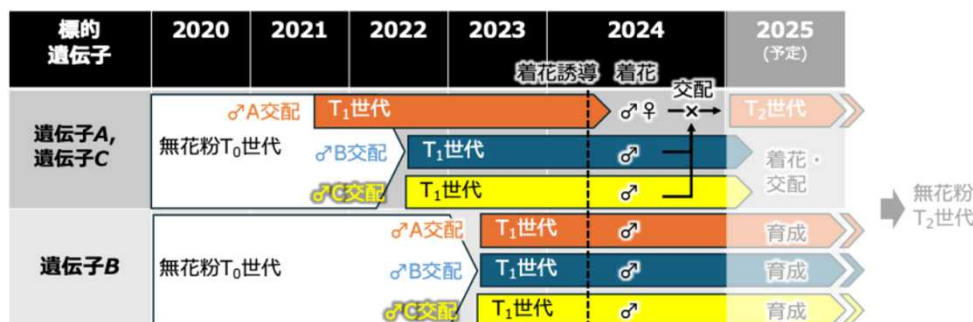 標的
遺伝子
2020
2021
2022
2023
2024
2025
(予定)
着花誘導
着花
交配
遺伝子A,
遺伝子C
無花粉T₀世代
♂A交配
T₁世代
♂♀
×
T₂世代
♂B交配
T₁世代
♂
♂C交配
T₁世代
♂
着花・
交配
無花粉
T₂世代
遺伝子B
無花粉T₀世代
♂A交配
T₁世代
♂
育成
♂B交配
T₁世代
♂
育成
♂C交配
T₁世代
♂
育成